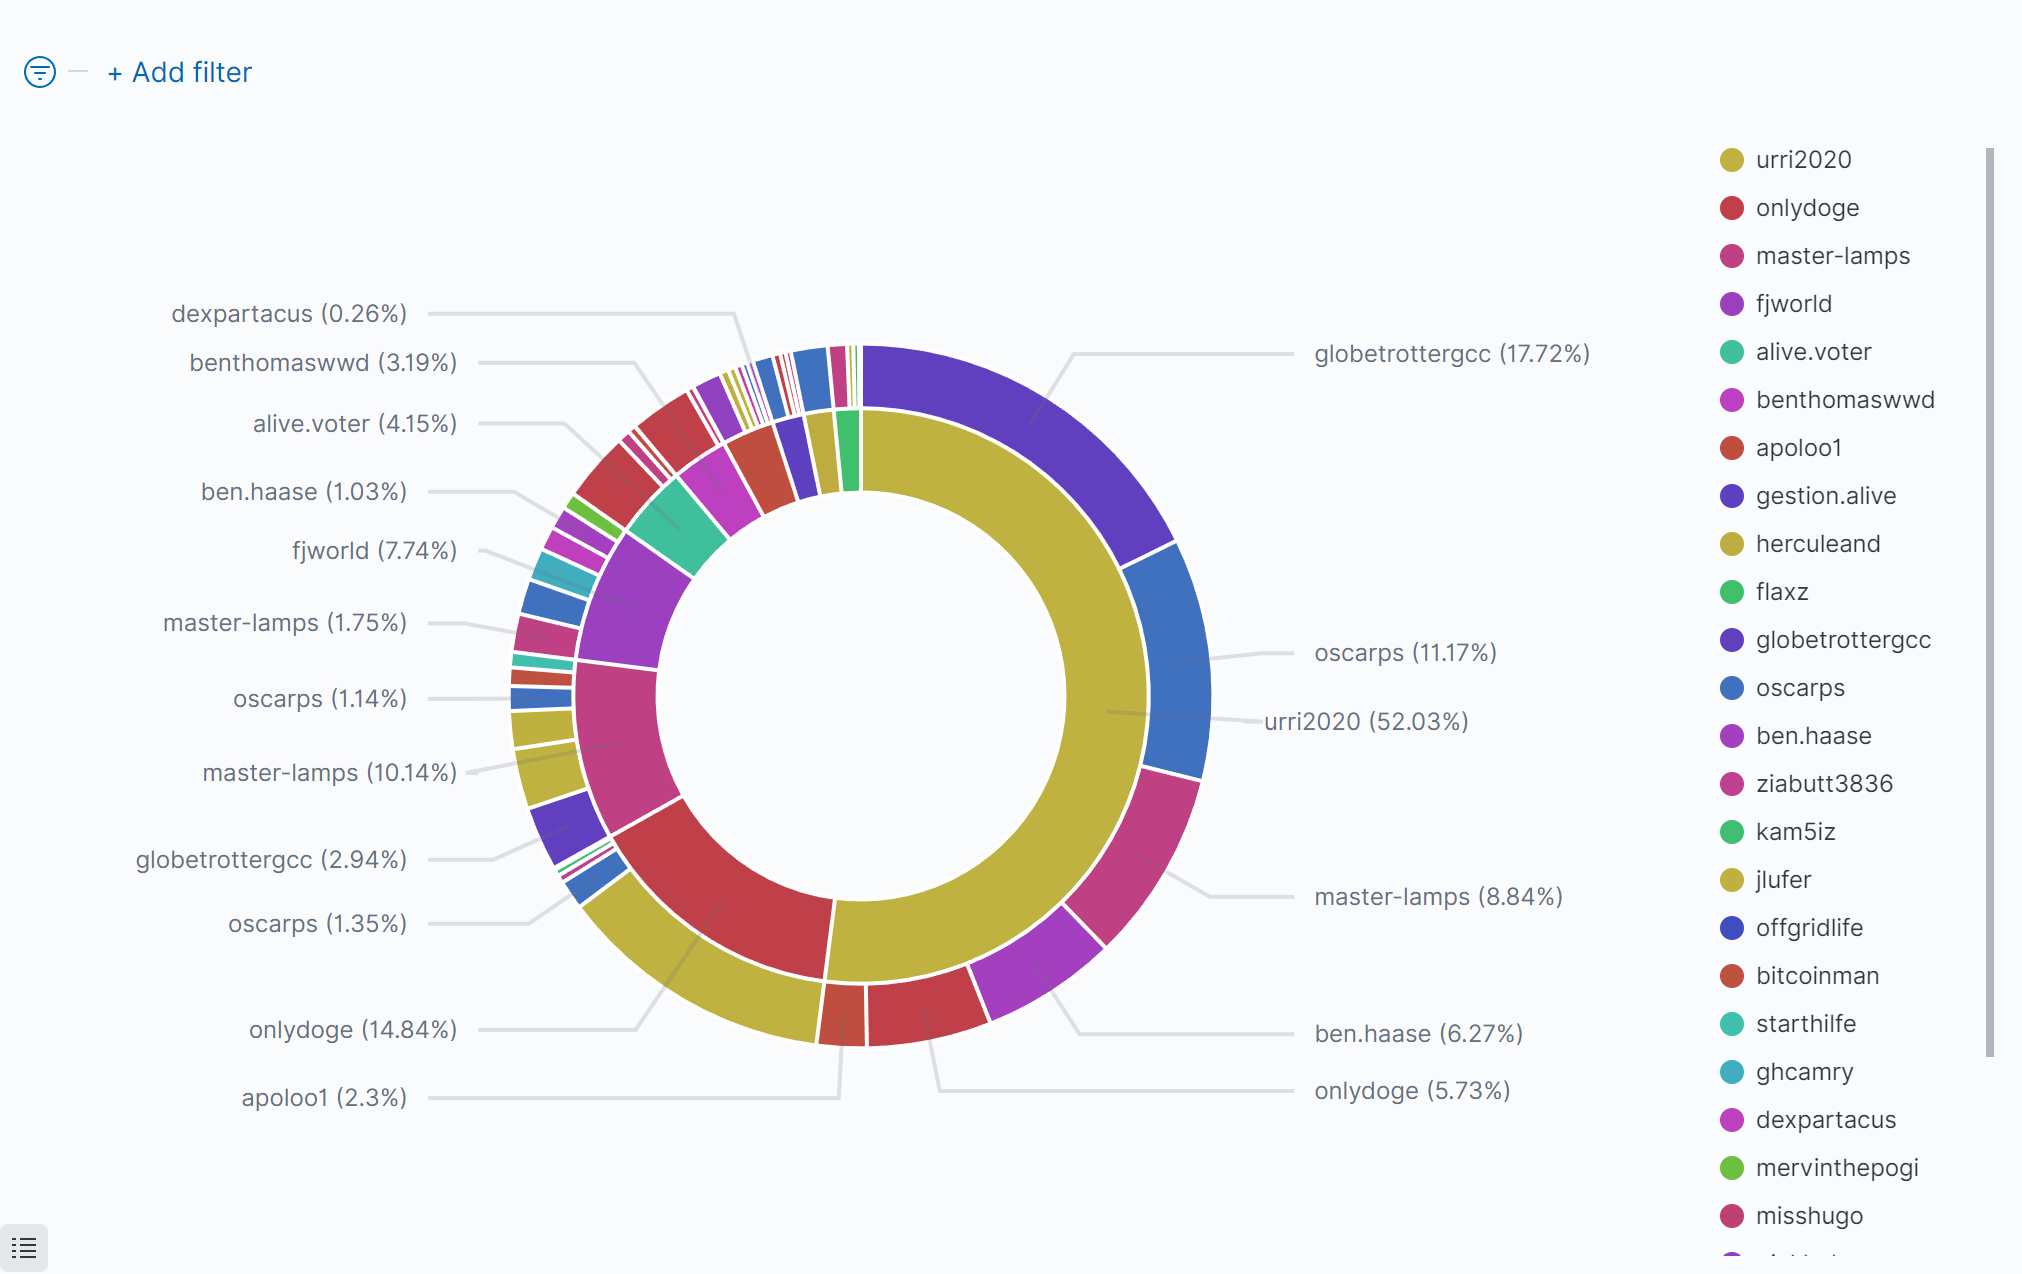 + Add filter
dexpartacus (0.26%)
benthomaswwd (3.19%)
alive.voter (4.15%)
ben.haase (1.03%)
fjworld (7.74%)
master-lamps (1.75%)
oscarps (1.14%)
master-lamps (10.14%)
globetrottergcc (2.94%)
oscarps (1.35%)
onlydoge (14.84%)
apoloo1 (2.3%)
globetrottergcc (17.72%)
oscarps (11.17%)
urri2020 (52.03%)
master-lamps (8.84%)
ben.haase (6.27%)
onlydoge (5.73%)
urri2020
onlydoge
master-lamps
fjworld
alive.voter
benthomaswwd
apoloo1
gestion.alive
herculeand
flaxz
globetrottergcc
oscarps
ben.haase
ziabutt3836
kam5iz
jlufer
offgridlife
bitcoinman
starthilfe
ghcamry
dexpartacus
mervinthepogi
misshugo